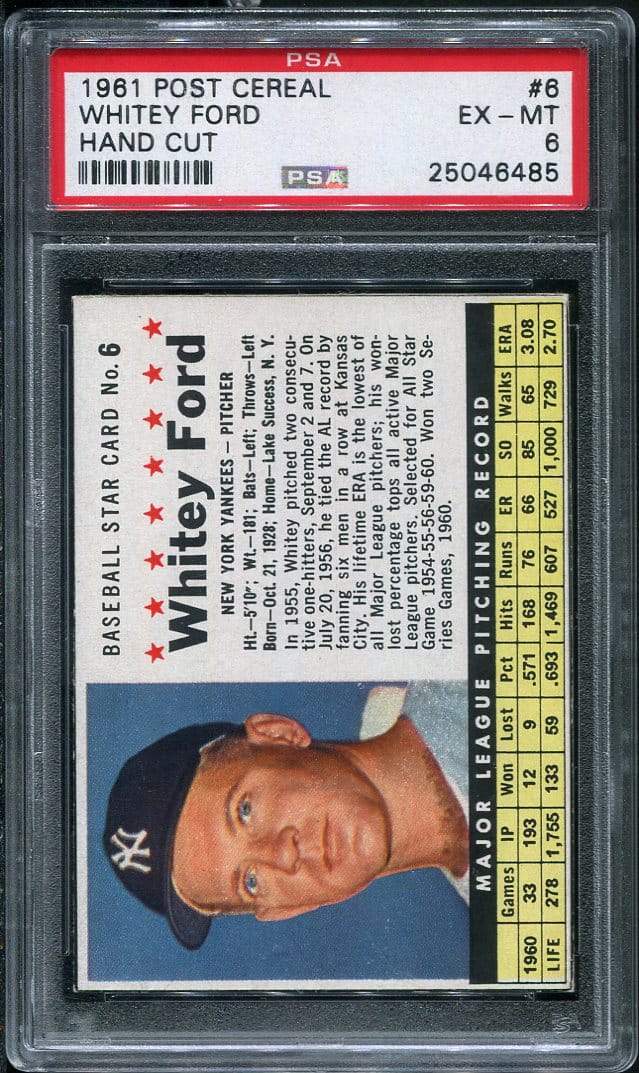 PSA
1961 POST CEREAL #6
WHITEY FORD EX - MT
HAND CUT 6
PSA 25046485
BASEBALL STAR CARD No. 6
Whitey Ford
NEW YORK YANKEES — PITCHER
Ht.—5'10"; Wt.—181; Bats—Left; Throws—Left
Born—Oct. 21, 1928; Home—Lake Success, N. Y.
In 1955, Whitey pitched two consecu-
tive one-hitters, September 2 and 7. On
July 20, 1956, he tied the AL record by
fanning six men in a row at Kansas
City. His lifetime ERA is the lowest of
all Major League pitchers; his won-
lost percentage tops all active Major
League pitchers. Selected for All Star
Game 1954-55-56-59-60. Won two Se-
ries Games, 1960.
NY
MAJOR LEAGUE PITCHING RECORD
Games IP Won Lost Pct Hits Runs ER SO Walks ERA
1960 33 193 12 9 .571 168 76 66 85 65 3.08
LIFE 278 1,755 133 59 .693 1,469 607 527 1,000 729 2.70